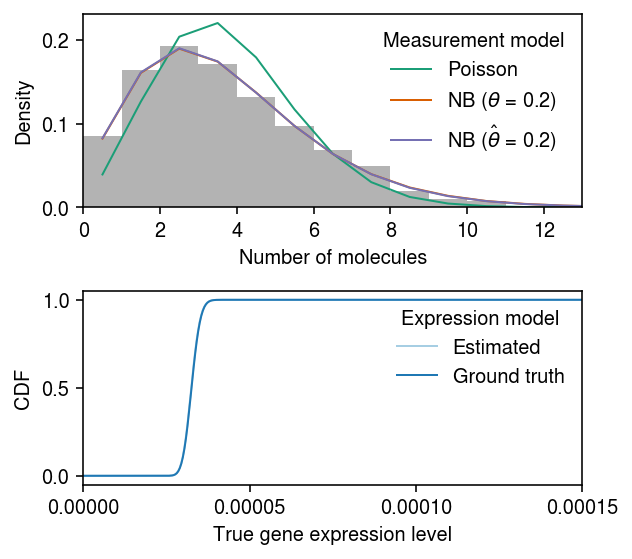 Density
0.2
0.1
0.0
Measurement model
Poisson
NB (θ = 0.2)
NB (θ̂ = 0.2)
0 2 4 6 8 10 12
Number of molecules
CDF
1.0
0.5
0.0
Expression model
Estimated
Ground truth
0.00000 0.00005 0.00010 0.00015
True gene expression level